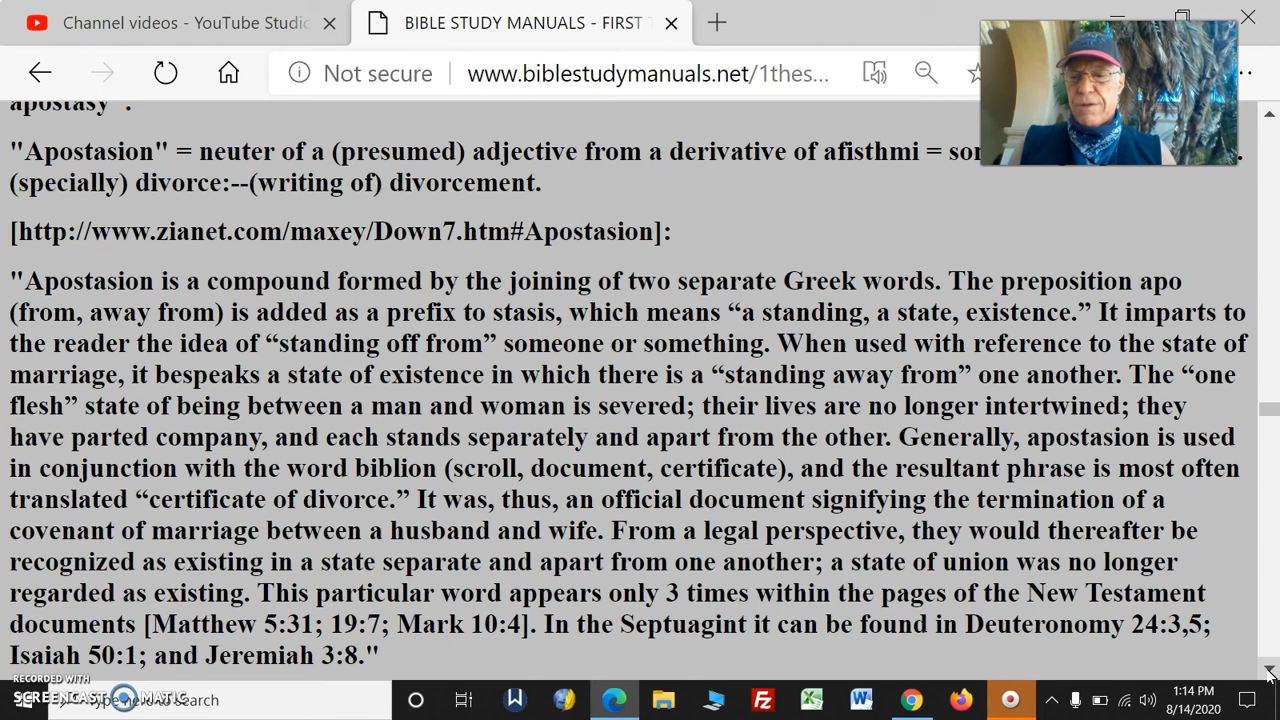 Channel videos - YouTube Studio
BIBLE STUDY MANUALS - FIRST T
Not secure
www.biblestudymanuals.net/1thes...
apostasy".
"Apostasion" = neuter of a (presumed) adjective from a derivative of afisthmi =
(specially) divorce:--(writing of) divorcement.
[http://www.zianet.com/maxey/Down7.htm#Apostasion]:
"Apostasion is a compound formed by the joining of two separate Greek words. The preposition apo
(from, away from) is added as a prefix to stasis, which means “a standing, a state, existence.” It imparts to
the reader the idea of “standing off from” someone or something. When used with reference to the state of
marriage, it bespeaks a state of existence in which there is a “standing away from” one another. The “one
flesh” state of being between a man and woman is severed; their lives are no longer intertwined; they
have parted company, and each stands separately and apart from the other. Generally, apostasion is used
in conjunction with the word biblion (scroll, document, certificate), and the resultant phrase is most often
translated “certificate of divorce.” It was, thus, an official document signifying the termination of a
covenant of marriage between a husband and wife. From a legal perspective, they would thereafter be
recognized as existing in a state separate and apart from one another; a state of union was no longer
regarded as existing. This particular word appears only 3 times within the pages of the New Testament
documents [Matthew 5:31; 19:7; Mark 10:4]. In the Septuagint it can be found in Deuteronomy 24:3,5;
Isaiah 50:1; and Jeremiah 3:8."
RECORDED WITH
SCREENCAST MATIC
Type here to search
1:14 PM
8/14/2020